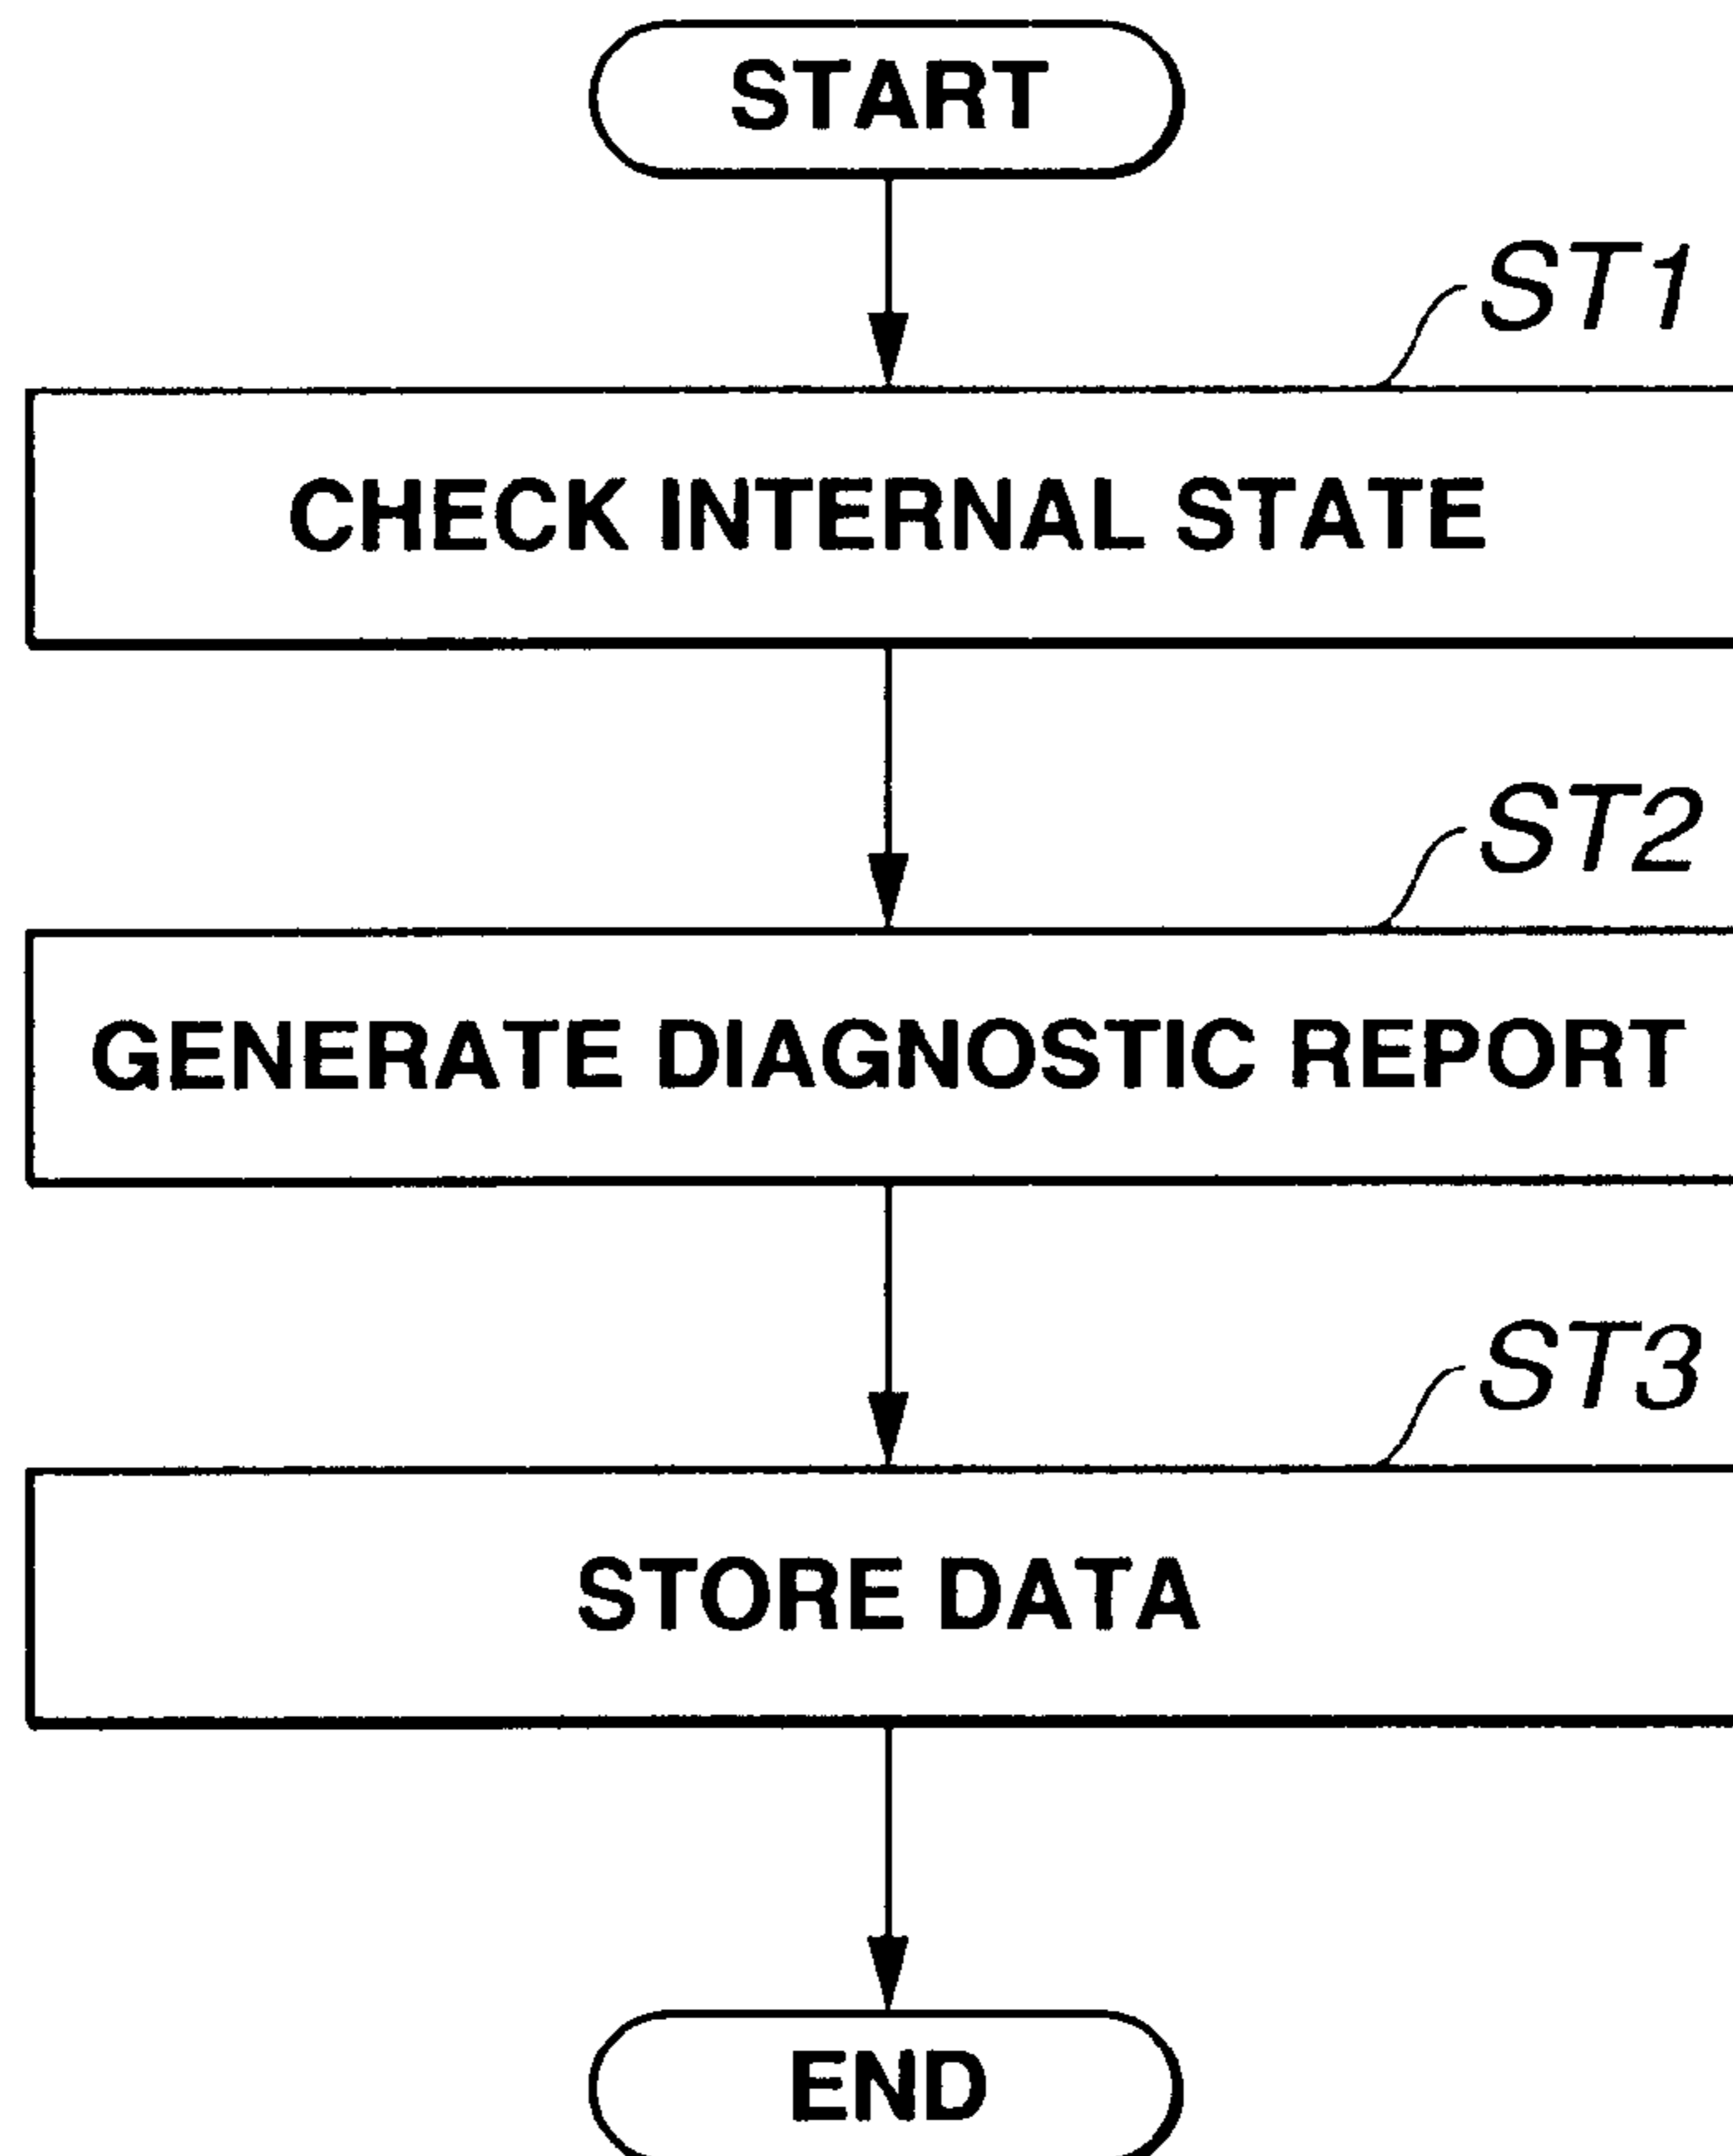 START
ST1
CHECK INTERNAL STATE
ST2
GENERATE DIAGNOSTIC REPORT
ST3
STORE DATA
END